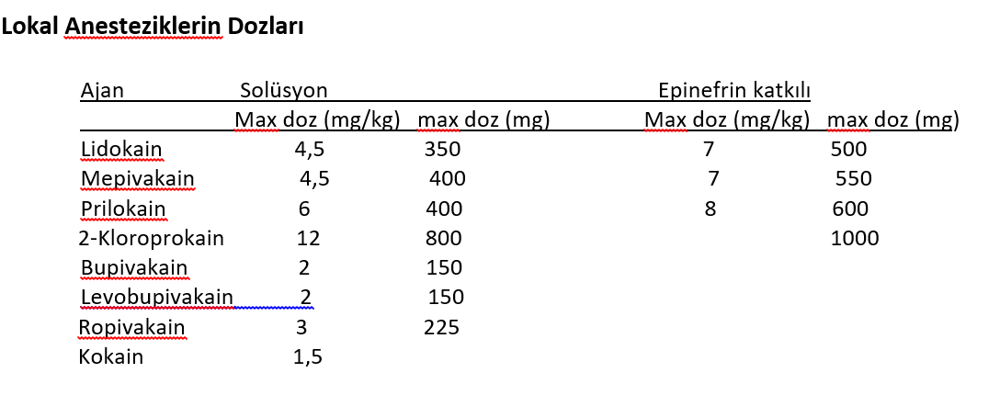 Lokal Anesteziklerin Dozları
Ajan Solüsyon Epinefrin katkılı
Max doz (mg/kg) max doz (mg) Max doz (mg/kg) max doz (mg)
Lidokain 4,5 350 7 500
Mepivakain 4,5 400 7 550
Prilokain 6 400 8 600
2-Kloroprokain 12 800 1000
Bupivakain 2 150
Levobupivakain 2 150
Ropivakain 3 225
Kokain 1,5